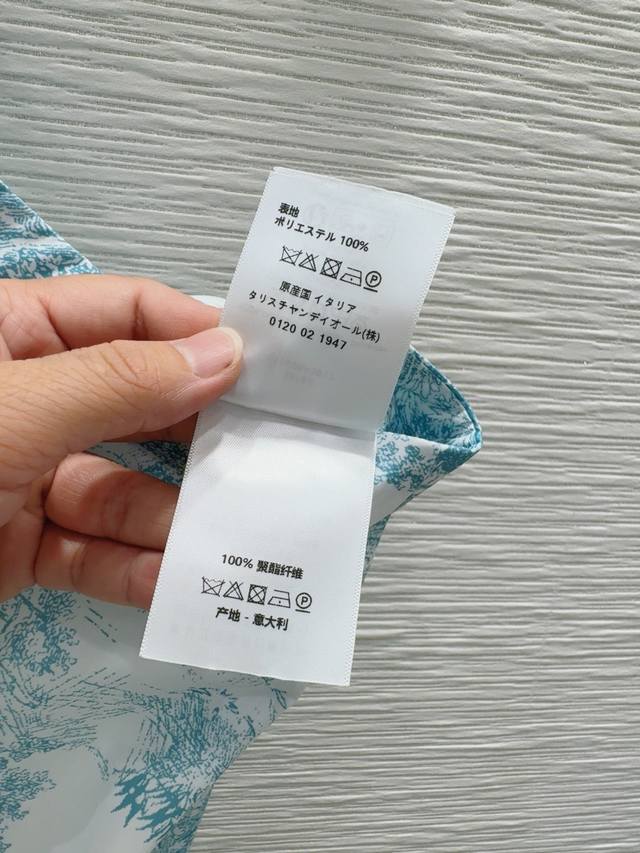 表地
ポリエステル 100%
P
原産国 イタリア
タリスチャンディオール(株)
0120 02 1947
100% 聚酯纤维
P
产地 - 意大利